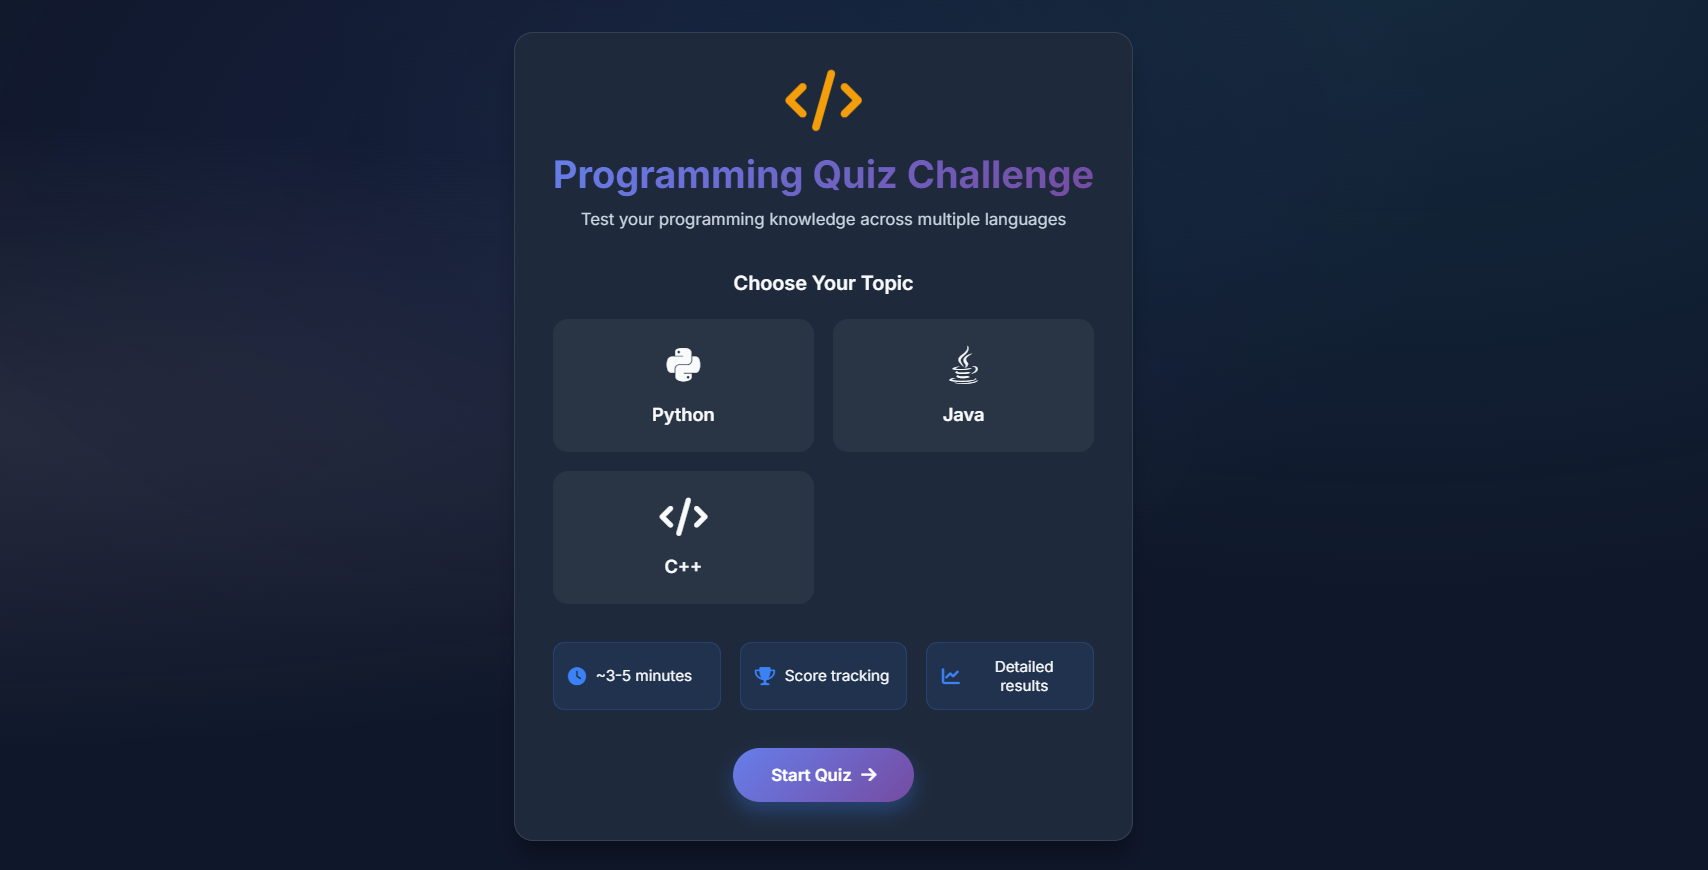 Programming Quiz Challenge
Test your programming knowledge across multiple languages
Choose Your Topic
Python
Java
C++
~3-5 minutes
Score tracking
Detailed
results
Start Quiz